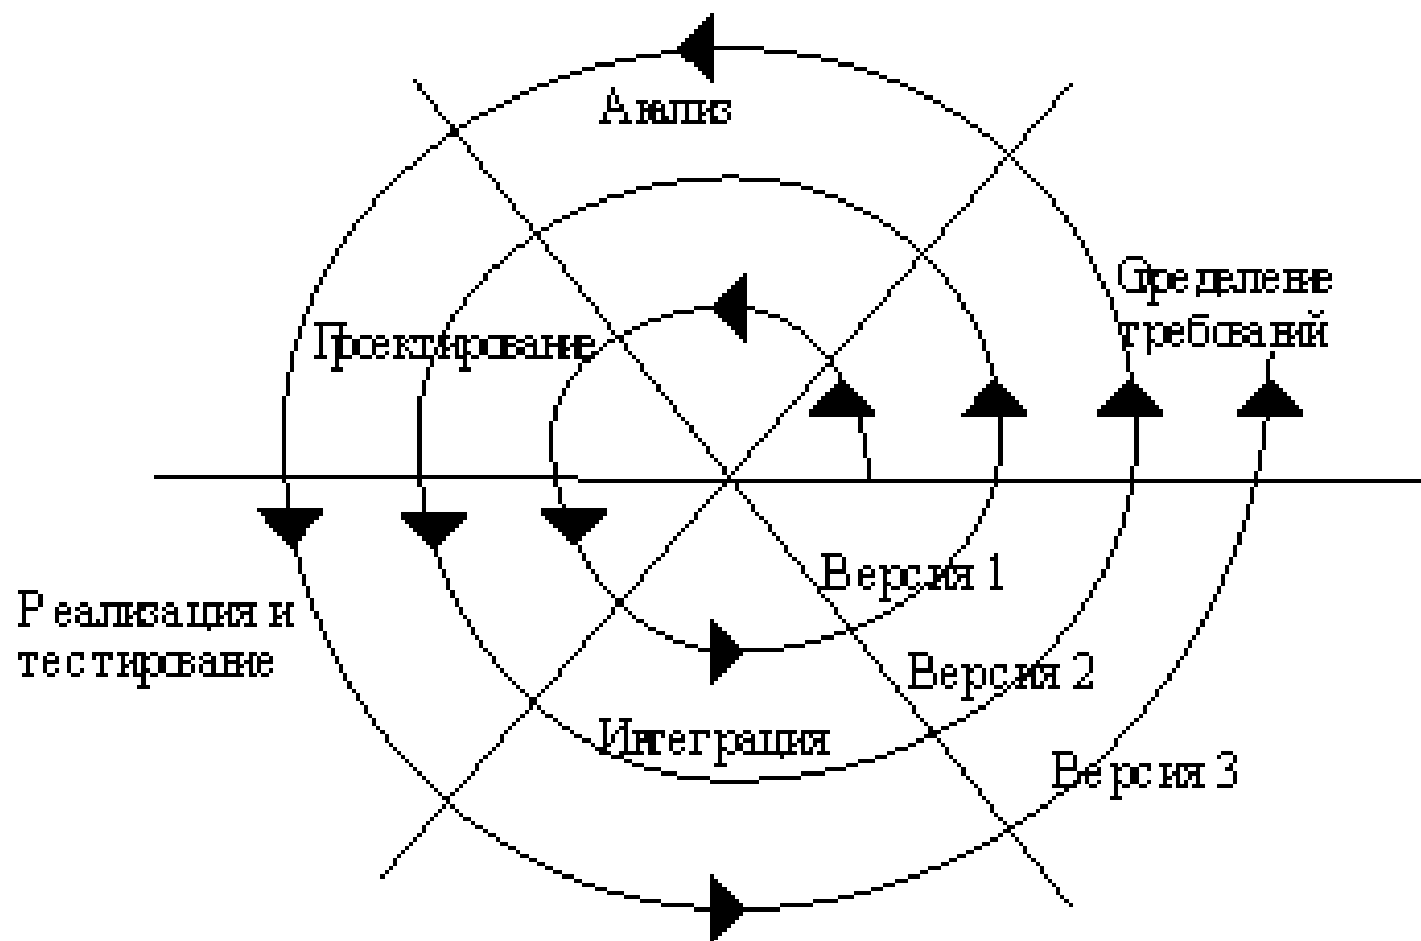 Анализ
Определение
требований
Проектирование
Версия 1
Реализация и
тестирование
Версия 2
Интеграция
Версия 3